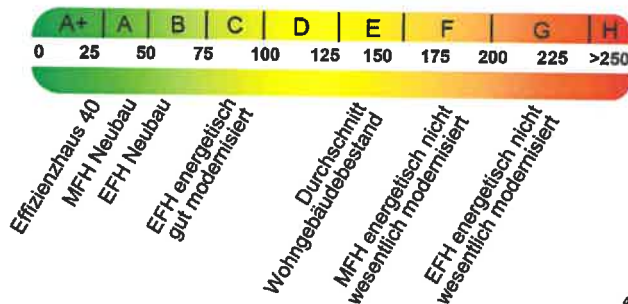 A+ A B C D E F G H
0 25 50 75 100 125 150 175 200 225 >250
Effizienzhaus 40
MFH Neubau
EFH Neubau
EFH energetisch
gut modernisiert
Durchschnitt
Wohngebäudebestand
MFH energetisch nicht
wesentlich modernisiert
EFH energetisch nicht
wesentlich modernisiert